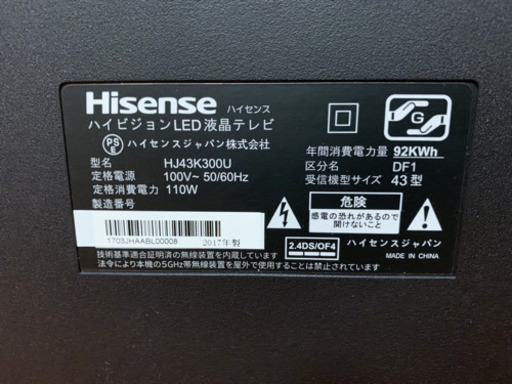 Hisense ハイセンス
ハイビジョンLED液晶テレビ
PS E ハイセンスジャパン株式会社
型名 HJ43K300U
定格電源 100V~ 50/60Hz
定格消費電力 110W
製造番号
1703JHAABL00008 2017年製
技術基準適合証明済の無線装置を内蔵しています
法令により本機の5GHz帯無線装置を屋外で使用することは禁止されています。
G
年間消費電力量 92KWh
区分名 DF1
受信機型サイズ 43型
危険
感電の恐れがあるので
開けないこと
2.4DS/OF4
ハイセンスジャパン
MADE IN CHINA